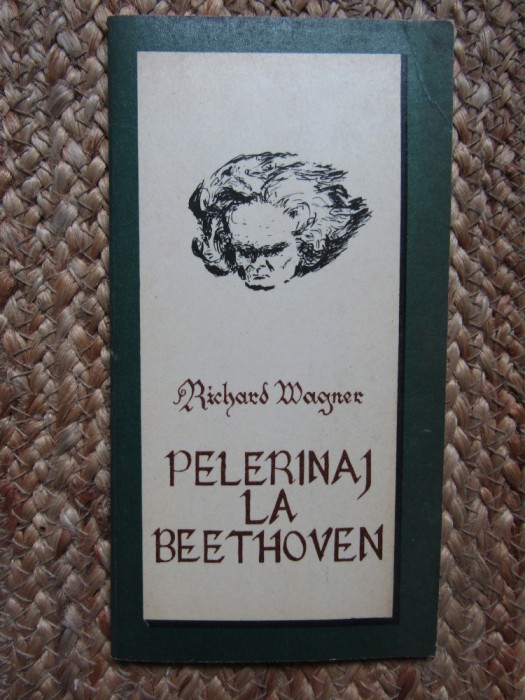 Richard Wagner
PELERINAJ
LA
BEETHOVEN